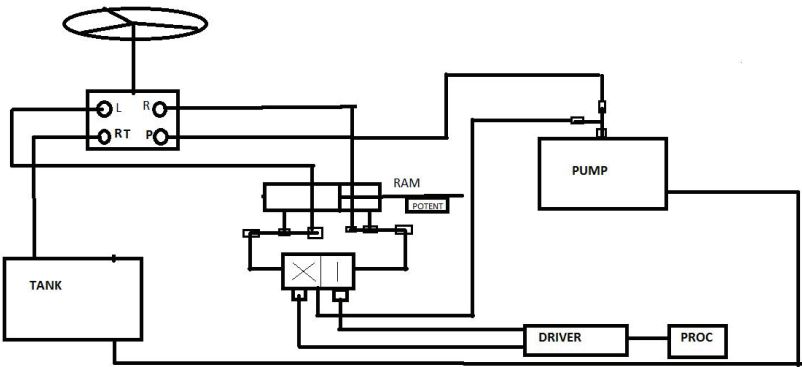 L R
RT P
RAM
POTENT
PUMP
TANK
DRIVER PROC